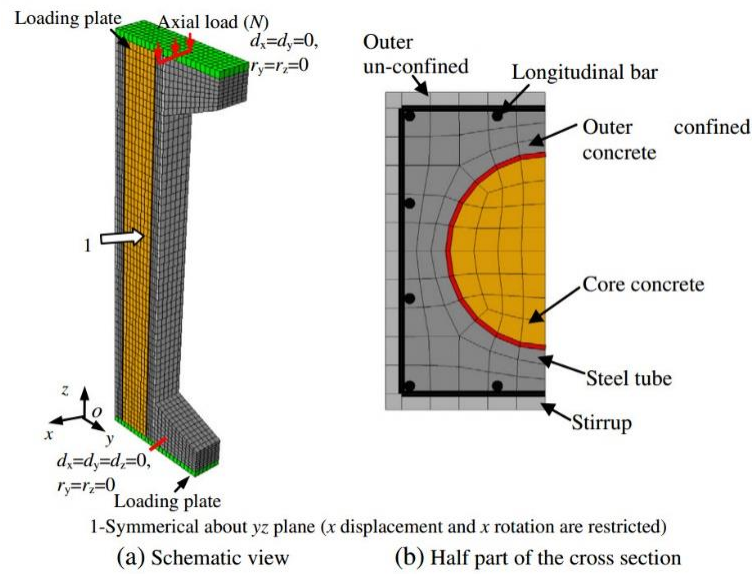 Loading plate
Axial load (N)
dx=dy=0,
ry=rz=0
1
z
o
x
y
dx=dy=dz=0,
ry=rz=0
Loading plate
Outer
un-confined
Longitudinal bar
Outer confined
concrete
Core concrete
Steel tube
Stirrup
1-Symmerical about yz plane (x displacement and x rotation are restricted)
(a) Schematic view
(b) Half part of the cross section